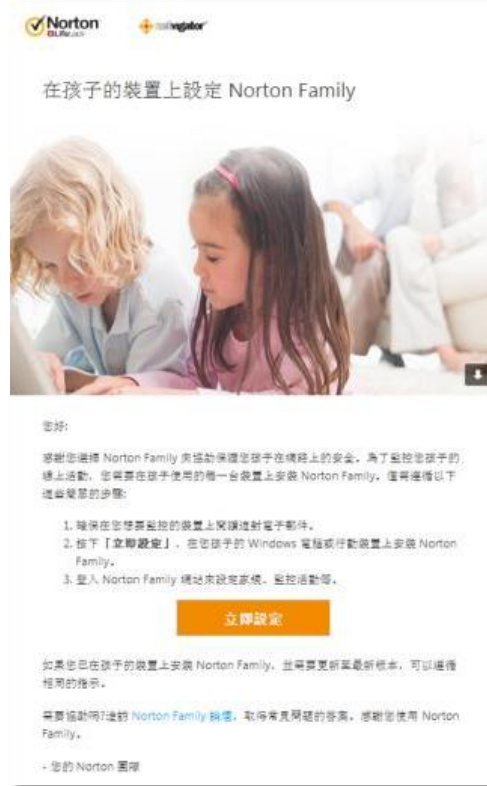 Norton
LifeLock
netvigator
在孩子的裝置上設定 Norton Family
您好:
感謝您選擇 Norton Family 來協助保護您孩子在網路上的安全。為了監控您孩子的
線上活動，您需要在孩子使用的每一台裝置上安裝 Norton Family。僅需遵循以下
這些簡單的步驟:
1. 確保在您想要監控的裝置上閱讀這封電子郵件。
2. 按下「立即設定」，在您孩子的 Windows 電腦或行動裝置上安裝 Norton
Family。
3. 登入 Norton Family 網站來設定家規、監控活動等。
立即設定
如果您已在孩子的裝置上安裝 Norton Family，並需要更新至最新版本，可以遵循
相同的指示。
需要協助嗎?造訪 Norton Family 論壇，取得常見問題的答案。感謝您使用 Norton
Family。
- 您的 Norton 團隊